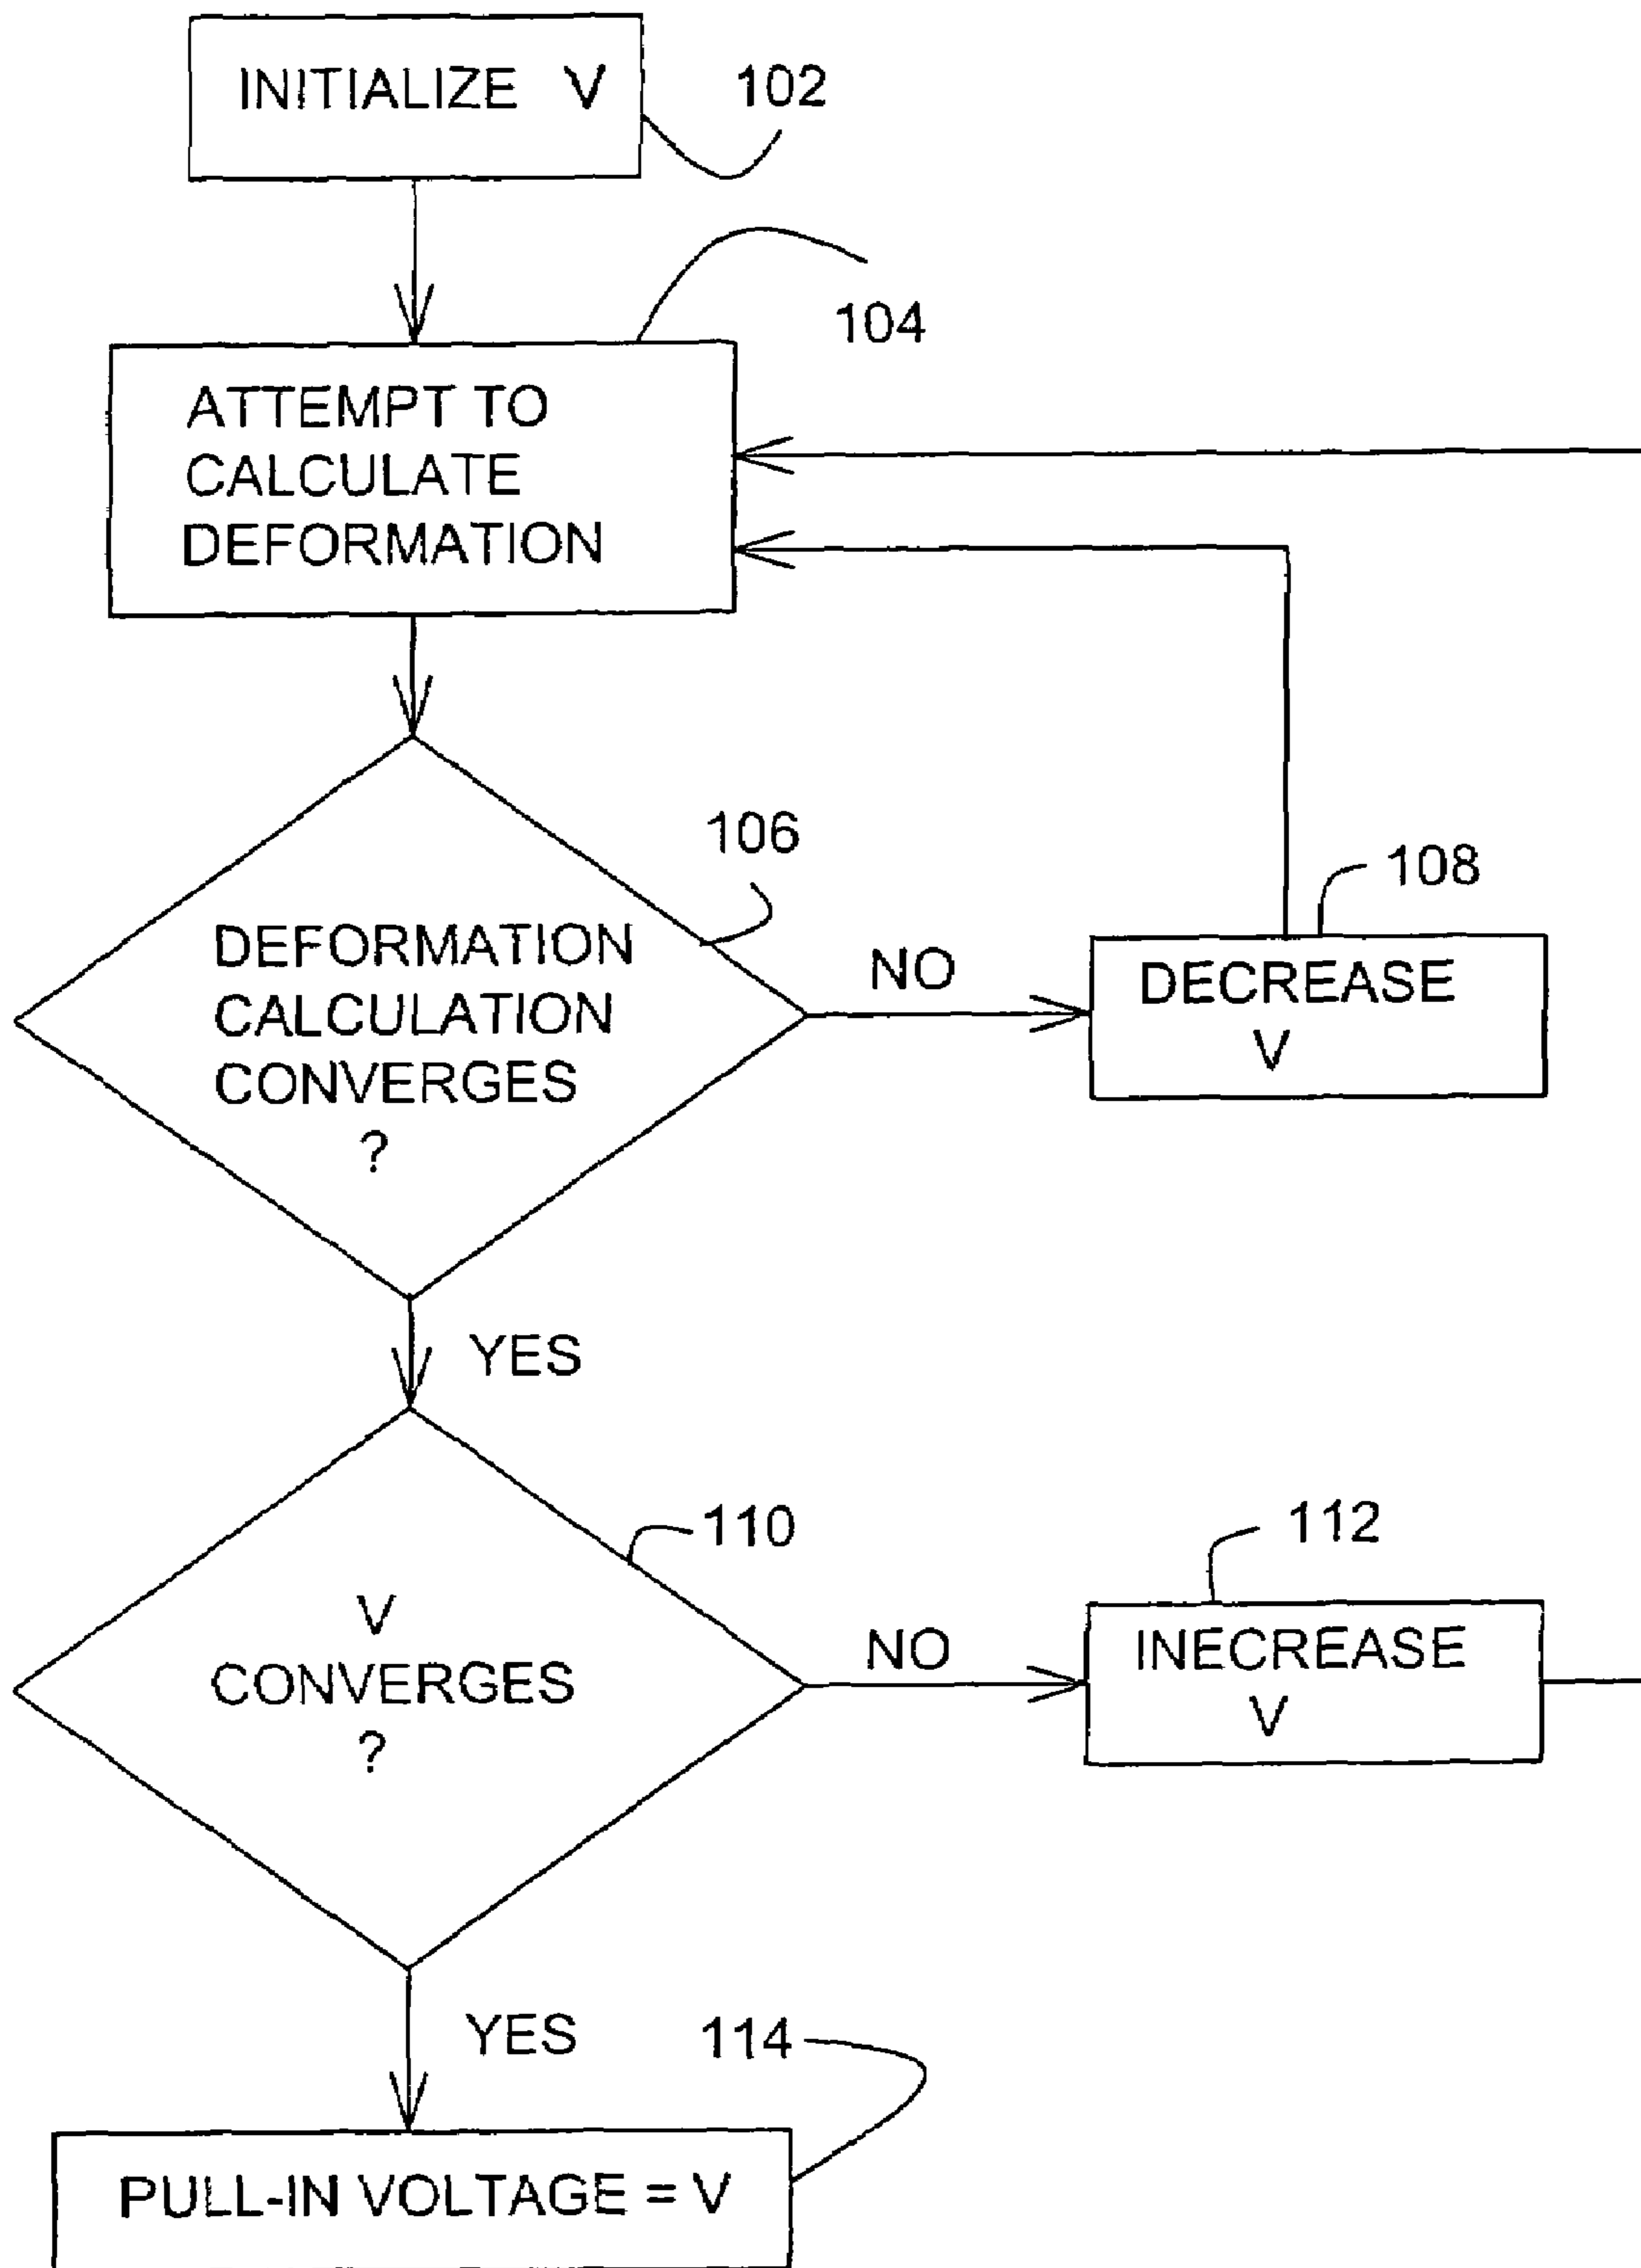 INITIALIZE V
102
104
ATTEMPT TO
CALCULATE
DEFORMATION
106
DEFORMATION
CALCULATION
CONVERGES
?
NO
108
DECREASE
V
YES
110
V
CONVERGES
?
NO
112
INECREASE
V
YES
114
PULL-IN VOLTAGE = V